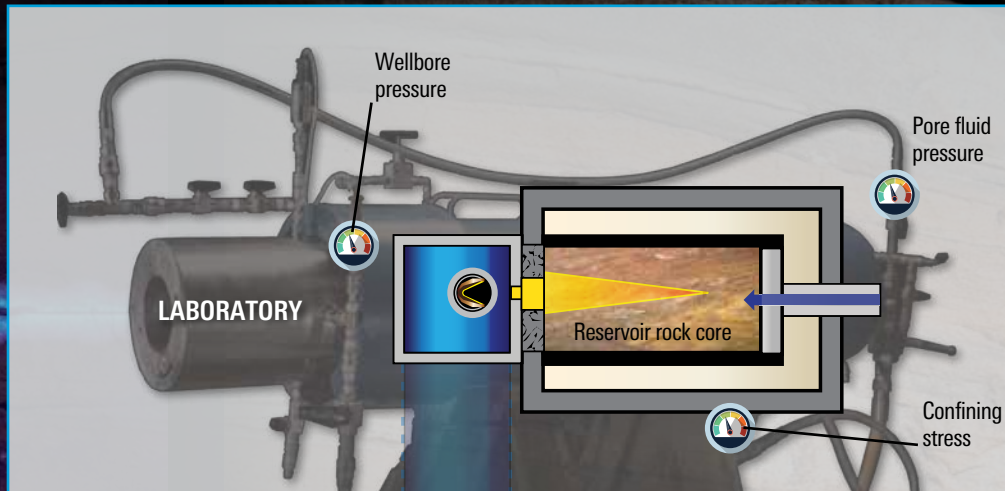 Wellbore
pressure
Pore fluid
pressure
LABORATORY
Reservoir rock core
Confining
stress